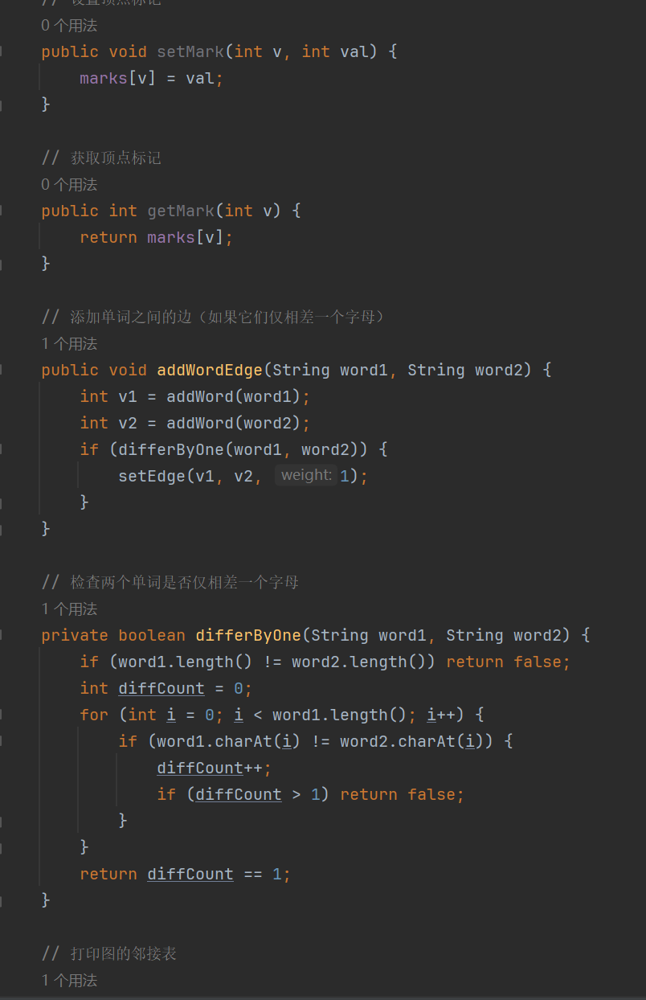 // 设置顶点标记
0 个用法
public void setMark(int v, int val) {
marks[v] = val;
}
// 获取顶点标记
0 个用法
public int getMark(int v) {
return marks[v];
}
// 添加单词之间的边（如果它们仅相差一个字母）
1 个用法
public void addWordEdge(String word1, String word2) {
int v1 = addWord(word1);
int v2 = addWord(word2);
if (differByOne(word1, word2)) {
setEdge(v1, v2, weight: 1);
}
}
// 检查两个单词是否仅相差一个字母
1 个用法
private boolean differByOne(String word1, String word2) {
if (word1.length() != word2.length()) return false;
int diffCount = 0;
for (int i = 0; i < word1.length(); i++) {
if (word1.charAt(i) != word2.charAt(i)) {
diffCount++;
if (diffCount > 1) return false;
}
}
return diffCount == 1;
}
// 打印图的邻接表
1 个用法